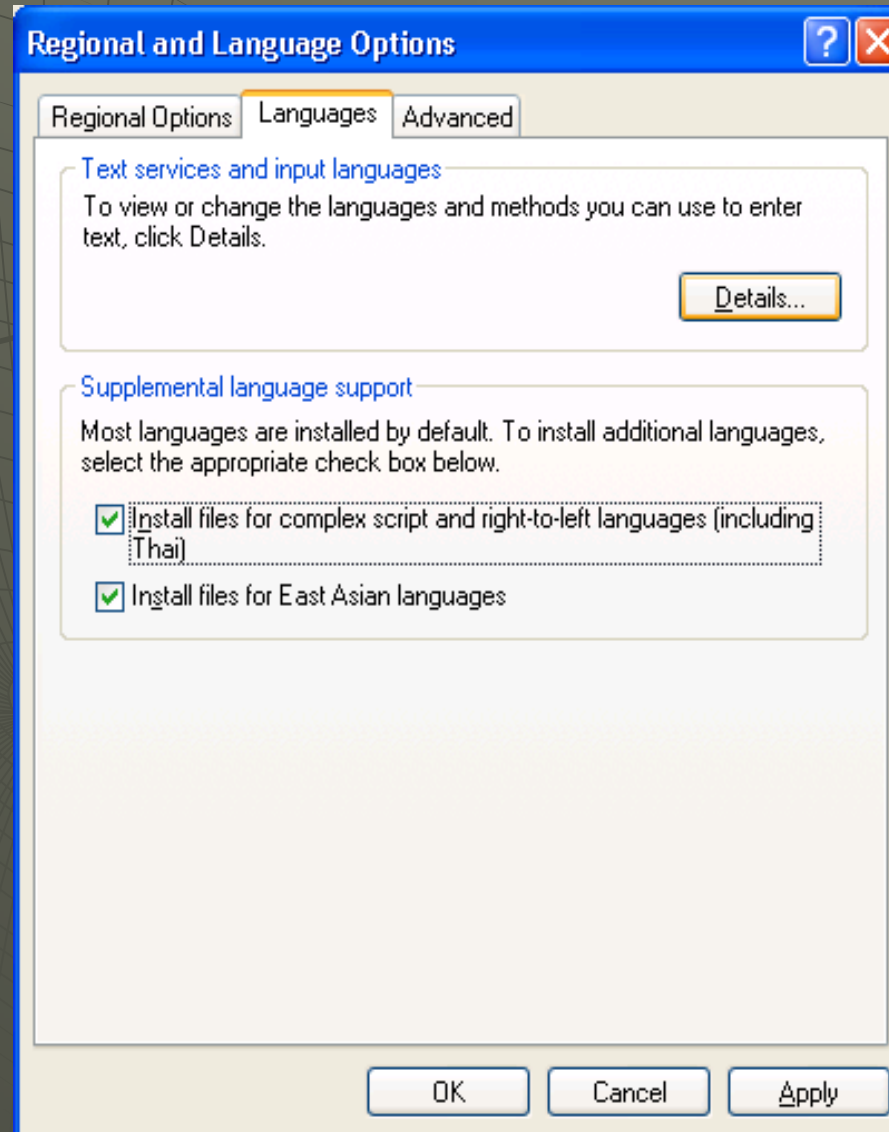 Regional and Language Options
Regional Options Languages Advanced
Text services and input languages
To view or change the languages and methods you can use to enter
text, click Details.
Details...
Supplemental language support
Most languages are installed by default. To install additional languages,
select the appropriate check box below.
Install files for complex script and right-to-left languages (including
Thai)
Install files for East Asian languages
OK Cancel Apply